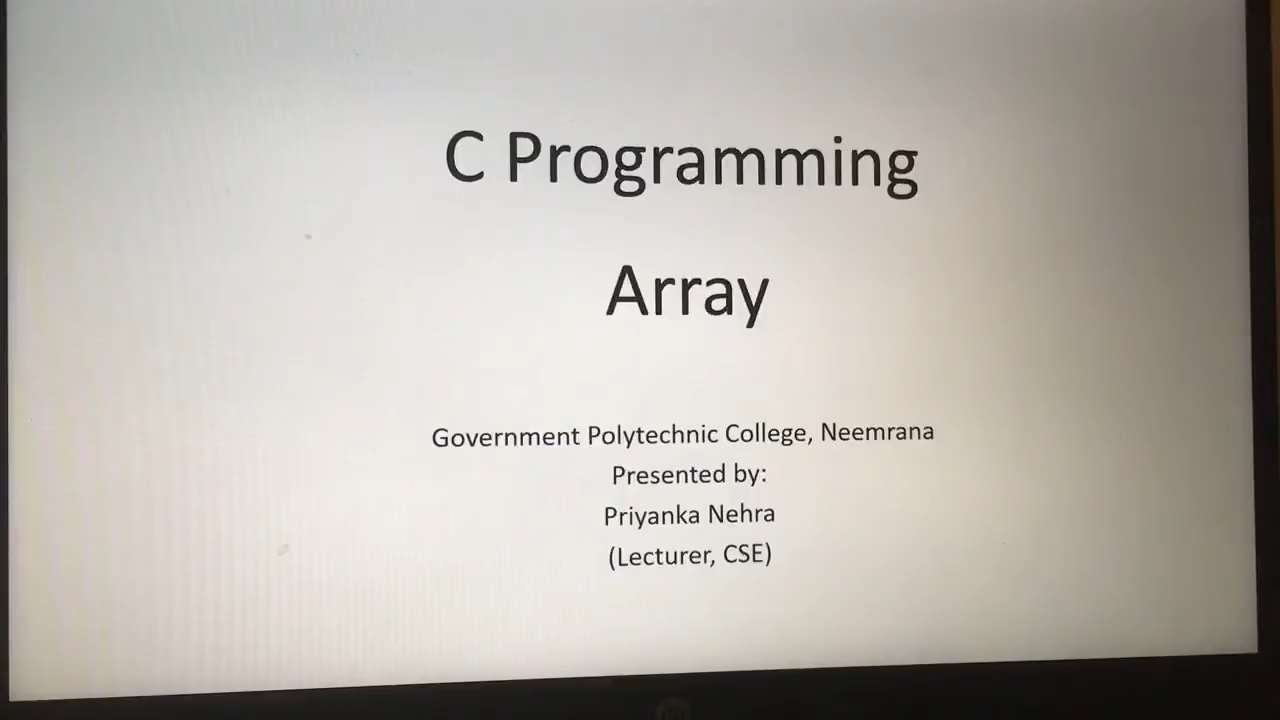 C Programming
Array
Government Polytechnic College, Neemrana
Presented by:
Priyanka Nehra
(Lecturer, CSE)